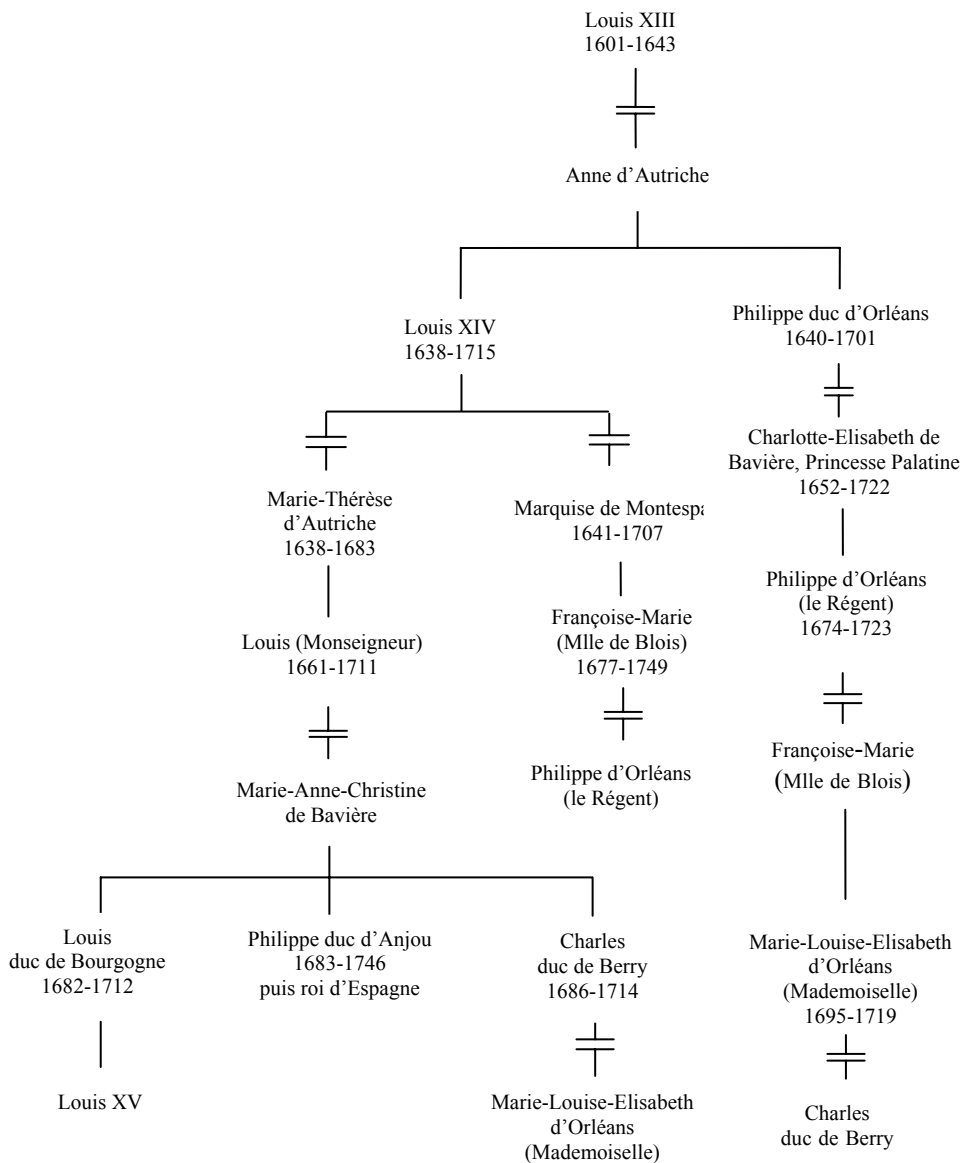 Louis XIII
1601-1643
Anne d’Autriche
Louis XIV
1638-1715
Philippe duc d’Orléans
1640-1701
Marie-Thérèse
d’Autriche
1638-1683
Marquise de Montespa
1641-1707
Charlotte-Elisabeth de
Bavière, Princesse Palatine
1652-1722
Louis (Monseigneur)
1661-1711
Françoise-Marie
(Mlle de Blois)
1677-1749
Philippe d’Orléans
(le Régent)
1674-1723
Marie-Anne-Christine
de Bavière
Philippe d’Orléans
(le Régent)
Françoise-Marie
(Mlle de Blois)
Louis
duc de Bourgogne
1682-1712
Philippe duc d’Anjou
1683-1746
puis roi d’Espagne
Charles
duc de Berry
1686-1714
Marie-Louise-Elisabeth
d’Orléans
(Mademoiselle)
1695-1719
Louis XV
Marie-Louise-Elisabeth
d’Orléans
(Mademoiselle)
Charles
duc de Berry